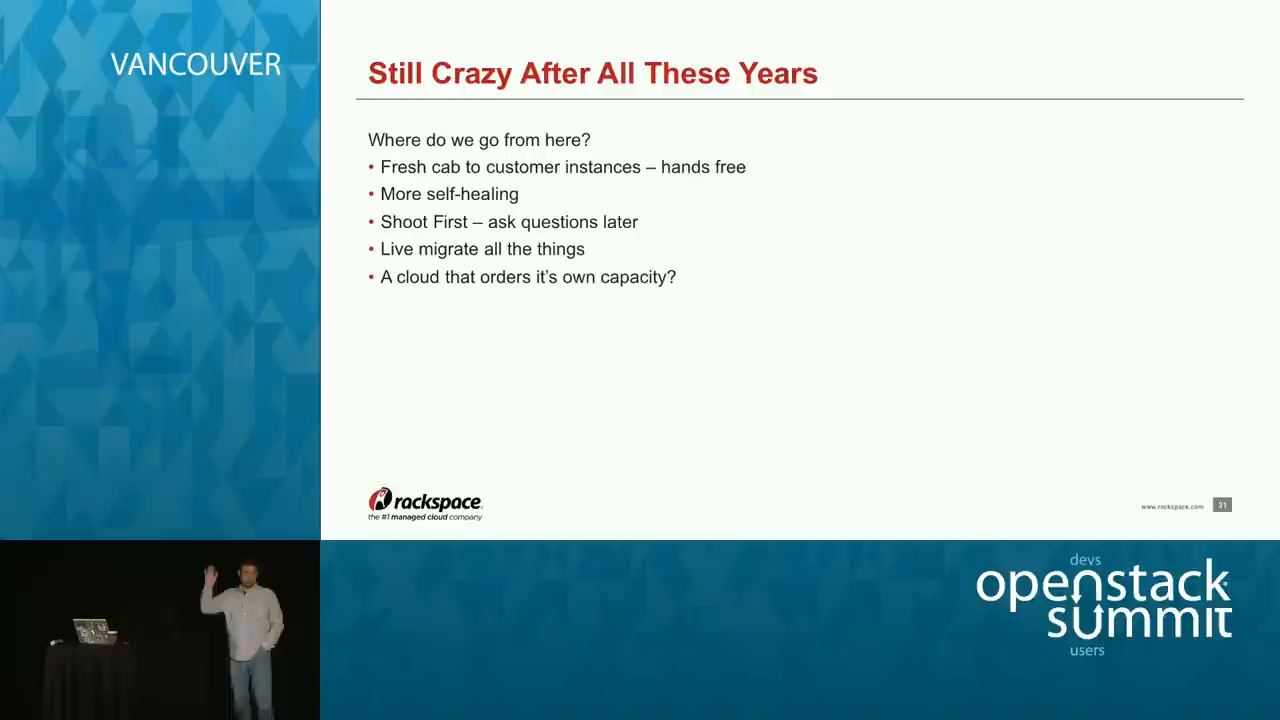 VANCOUVER
Still Crazy After All These Years
Where do we go from here?
• Fresh cab to customer instances – hands free
• More self-healing
• Shoot First – ask questions later
• Live migrate all the things
• A cloud that orders it's own capacity?
rackspace
the #1 managed cloud company
www.rackspace.com
31
devs
openstack
summit
users